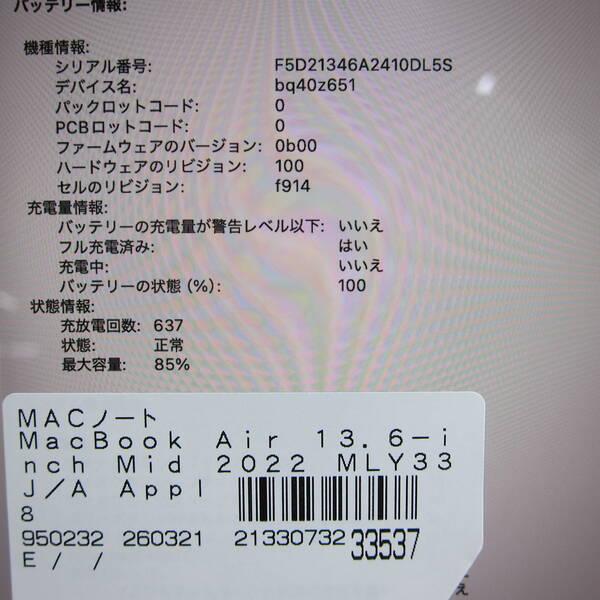 バッテリー情報:
機種情報:
シリアル番号: F5D21346A2410DL5S
デバイス名: bq40z651
パックロットコード: 0
PCBロットコード: 0
ファームウェアのバージョン: 0b00
ハードウェアのリビジョン: 100
セルのリビジョン: f914
充電量情報:
バッテリーの充電量が警告レベル以下: いいえ
フル充電済み: はい
充電中: いいえ
バッテリーの状態 (%): 100
状態情報:
充放電回数: 637
状態: 正常
最大容量: 85%
MACノート
MacBook Air 13.6-i
nch Mid 2022 MLY33
J/A Appl
8
950232 260321 21330732 33537
E / /
え